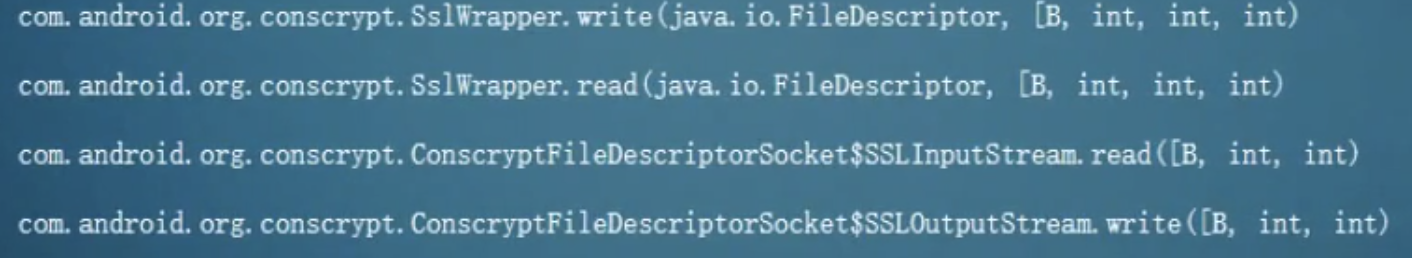 com.android.org.conscrypt.SslWrapper.write(java.io.FileDescriptor, [B, int, int, int)
com.android.org.conscrypt.SslWrapper.read(java.io.FileDescriptor, [B, int, int, int)
com.android.org.conscrypt.ConscryptFileDescriptorSocket$SSLInputStream.read([B, int, int)
com.android.org.conscrypt.ConscryptFileDescriptorSocket$SSLOutputStream.write([B, int, int)